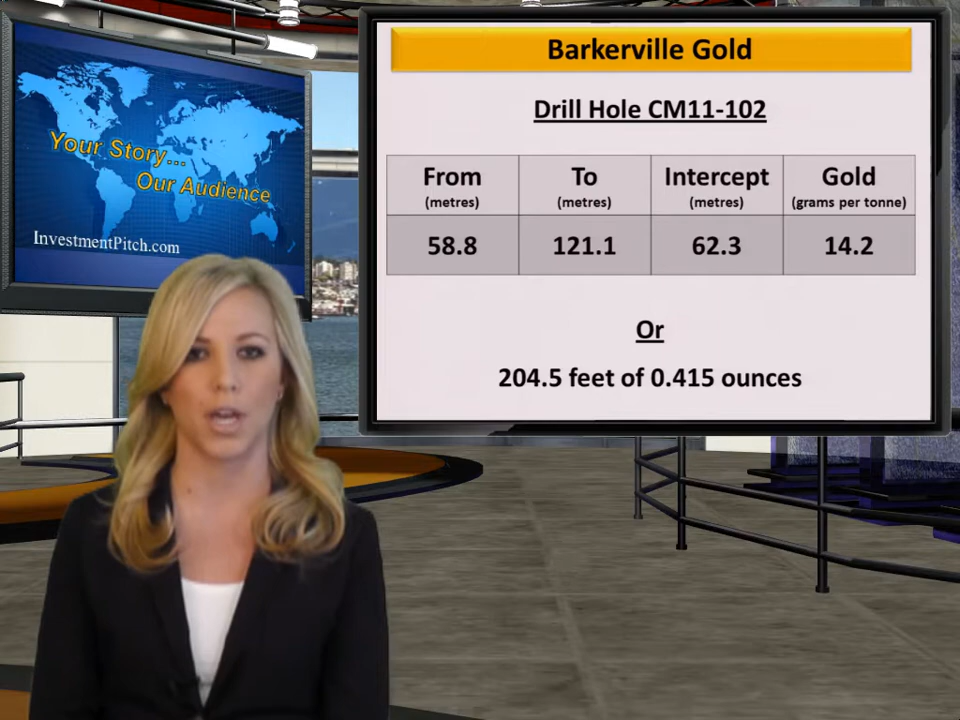 Your Story...
Our Audience
InvestmentPitch.com
Barkerville Gold
Drill Hole CM11-102
From To Intercept Gold
(metres) (metres) (metres) (grams per tonne)
58.8 121.1 62.3 14.2
Or
204.5 feet of 0.415 ounces